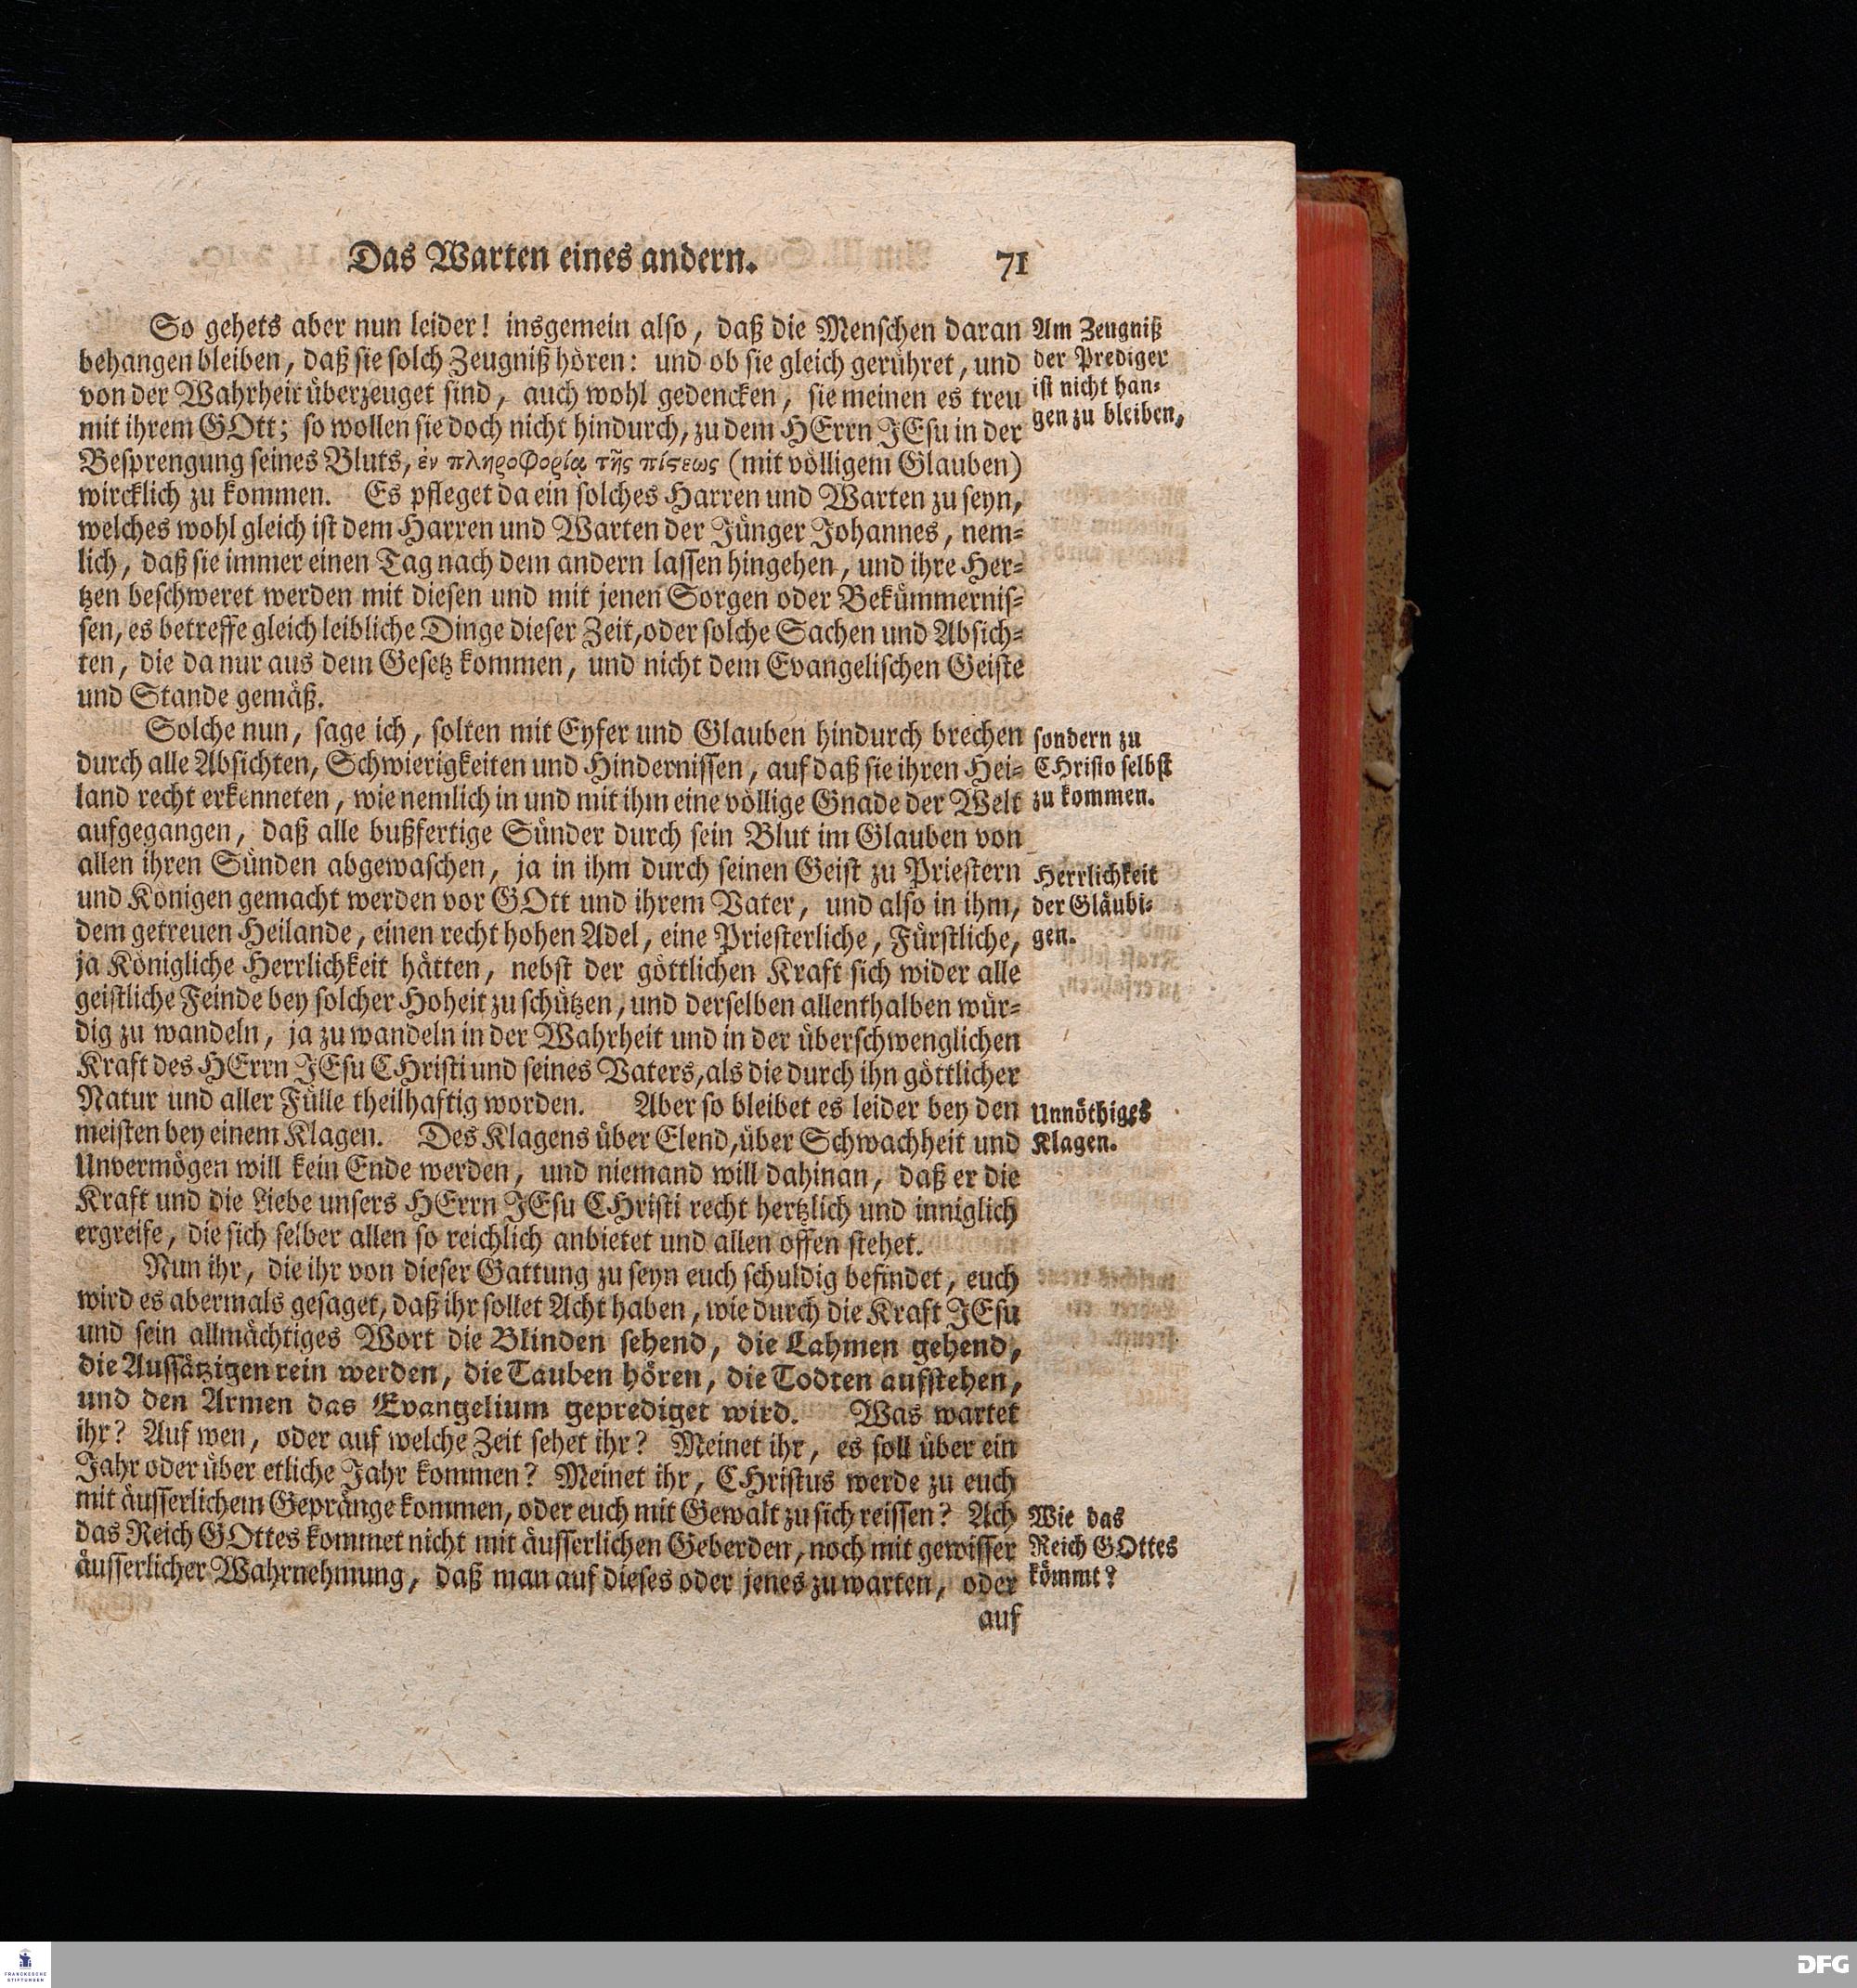 Das Warten eines andern. 71
So gehets aber nun leider! insgemein also, daß die Menschen daran
behangen bleiben, daß sie solch Zeugniß hören: und ob sie gleich gerühret, und
von der Wahrheit überzeuget sind, auch wohl gedencken, sie meinen es treu
mit ihrem GOtt; so wollen sie doch nicht hindurch, zu dem HErrn JEsu in der
Besprengung seines Bluts, ἐν πληροφορίᾳ τῆς πίςεως (mit völligem Glauben)
wircklich zu kommen. Es pfleget da ein solches Harren und Warten zu seyn,
welches wohl gleich ist dem Harren und Warten der Jünger Johannes, nem-
lich, daß sie immer einen Tag nach dem andern lassen hingehen, und ihre Her-
tzen beschweret werden mit diesen und mit jenen Sorgen oder Bekümmernis-
sen, es betreffe gleich leibliche Dinge dieser Zeit, oder solche Sachen und Absich-
ten, die da nur aus dem Gesetz kommen, und nicht dem Evangelischen Geiste
und Stande gemäß.
Am Zeugniß
der Prediger
ist nicht han-
gen zu bleiben,
Solche nun, sage ich, solten mit Eyfer und Glauben hindurch brechen
durch alle Absichten, Schwierigkeiten und Hindernissen, auf daß sie ihren Hei-
land recht erkenneten, wie nemlich in und mit ihm eine völlige Gnade der Welt
aufgegangen, daß alle bußfertige Sünder durch sein Blut im Glauben von
allen ihren Sünden abgewaschen, ja in ihm durch seinen Geist zu Priestern
und Königen gemacht werden vor GOtt und ihrem Vater, und also in ihm,
dem getreuen Heilande, einen recht hohen Adel, eine Priesterliche, Fürstliche,
ja Königliche Herrlichkeit hätten, nebst der göttlichen Kraft sich wider alle
geistliche Feinde bey solcher Hoheit zu schützen, und derselben allenthalben wür-
dig zu wandeln, ja zu wandeln in der Wahrheit und in der überschwenglichen
Kraft des HErrn JEsu CHristi und seines Vaters, als die durch ihn göttlicher
Natur und aller Fülle theilhaftig worden. Aber so bleibet es leider bey den
meisten bey einem Klagen. Des Klagens über Elend, über Schwachheit und
Unvermögen will kein Ende werden, und niemand will dahinan, daß er die
Kraft und die Liebe unsers HErrn JEsu CHristi recht hertzlich und inniglich
ergreife, die sich selber allen so reichlich anbietet und allen offen stehet.
sondern zu
CHristo selbst
zu kommen.
Herrlichkeit
der Gläubi-
gen.
Unnöthiges
Klagen.
Nun ihr, die ihr von dieser Gattung zu seyn euch schuldig befindet, euch
wird es abermals gesaget, daß ihr sollet Acht haben, wie durch die Kraft JEsu
und sein allmächtiges Wort die Blinden sehend, die Lahmen gehend,
die Aussätzigen rein werden, die Tauben hören, die Todten aufstehen,
und den Armen das Evangelium geprediget wird. Was wartet
ihr? Auf wen, oder auf welche Zeit sehet ihr? Meinet ihr, es soll über ein
Jahr oder über etliche Jahr kommen? Meinet ihr, CHristus werde zu euch
mit äusserlichem Gepränge kommen, oder euch mit Gewalt zu sich reissen? Ach
das Reich GOttes kommet nicht mit äusserlichen Geberden, noch mit gewisser
äusserlicher Wahrnehmung, daß man auf dieses oder jenes zu warten, oder
Wie das
Reich GOttes
kömmt?
auf
FRANCKESCHE
STIFTUNGEN
DFG